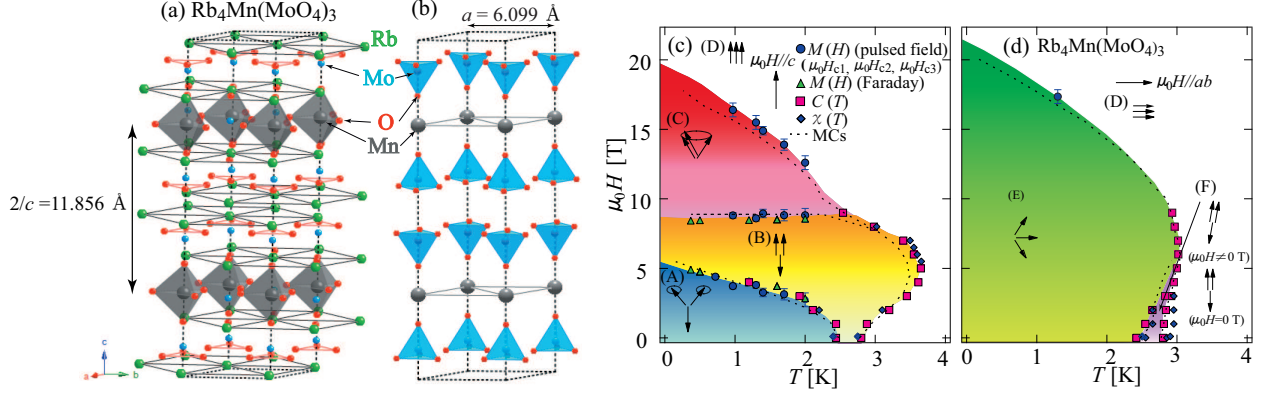 (a) Rb4Mn(MoO4)3
Rb
Mo
O
Mn
2/c=11.856 Å
c
a
b
(b)
a = 6.099 Å
(c)
(D)
μ0H//c
M (H) (pulsed field)
(μ0Hc1, μ0Hc2, μ0Hc3)
M (H) (Faraday)
C (T)
χ (T)
MCs
(C)
(B)
(A)
μ0H [T]
20
15
10
5
0
0
1
2
3
4
T [K]
(d) Rb4Mn(MoO4)3
μ0H//ab
(D)
(E)
(F)
(μ0H≠0 T)
(μ0H=0 T)
0
1
2
3
4
T [K]